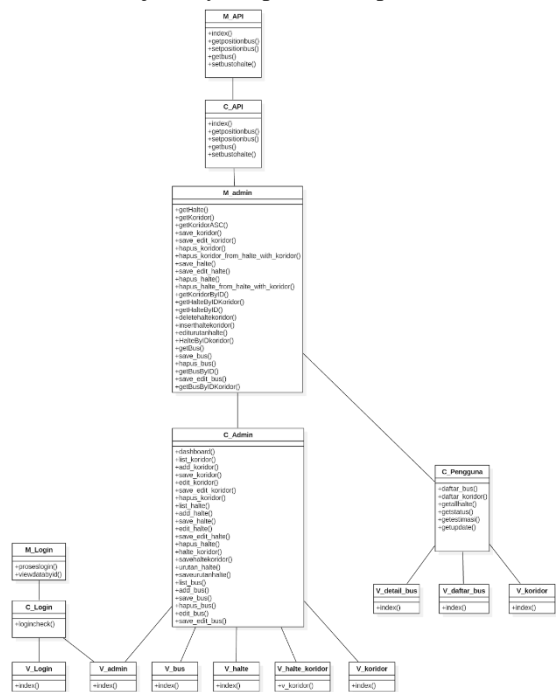 M_API
+index()
+getpositionbus()
+setpositionbus()
+getbus()
+setbustohalte()
C_API
+index()
+getpositionbus()
+setpositionbus()
+getbus()
+setbustohalte()
M_admin
+getHalte()
+getKoridor()
+getKoridorASC()
+save_koridor()
+save_edit_koridor()
+hapus_koridor()
+hapus_koridor_from_halte_with_koridor()
+save_halte()
+save_edit_halte()
+hapus_halte()
+hapus_halte_from_halte_with_koridor()
+getKoridorByID()
+getHalteByIDKoridor()
+getHalteByID()
+deletehaltekoridor()
+inserthaltekoridor()
+editurutanhalte()
+HalteByIDkoridor()
+getBus()
+save_bus()
+hapus_bus()
+getBusByID()
+save_edit_bus()
+getBusByIDKoridor()
C_Admin
+dashboard()
+list_koridor()
+add_koridor()
+save_koridor()
+edit_koridor()
+save_edit_koridor()
+hapus_koridor()
+list_halte()
+add_halte()
+save_halte()
+edit_halte()
+save_edit_halte()
+hapus_halte()
+halte_koridor()
+savehaltekoridor()
+urutan_halte()
+saveurutanhalte()
+list_bus()
+add_bus()
+save_bus()
+hapus_bus()
+edit_bus()
+save_edit_bus()
C_Pengguna
+daftar_bus()
+daftar_koridor()
+getallhalte()
+getstatus()
+getestimasi()
+getupdate()
M_Login
+proseslogin()
+viewdatabyid()
C_Login
+logincheck()
V_detail_bus
+index()
V_daftar_bus
+index()
V_koridor
+index()
V_Login
+index()
V_admin
+index()
V_bus
+index()
V_halte
+index()
V_halte_koridor
+v_koridor()
V_koridor
+index()